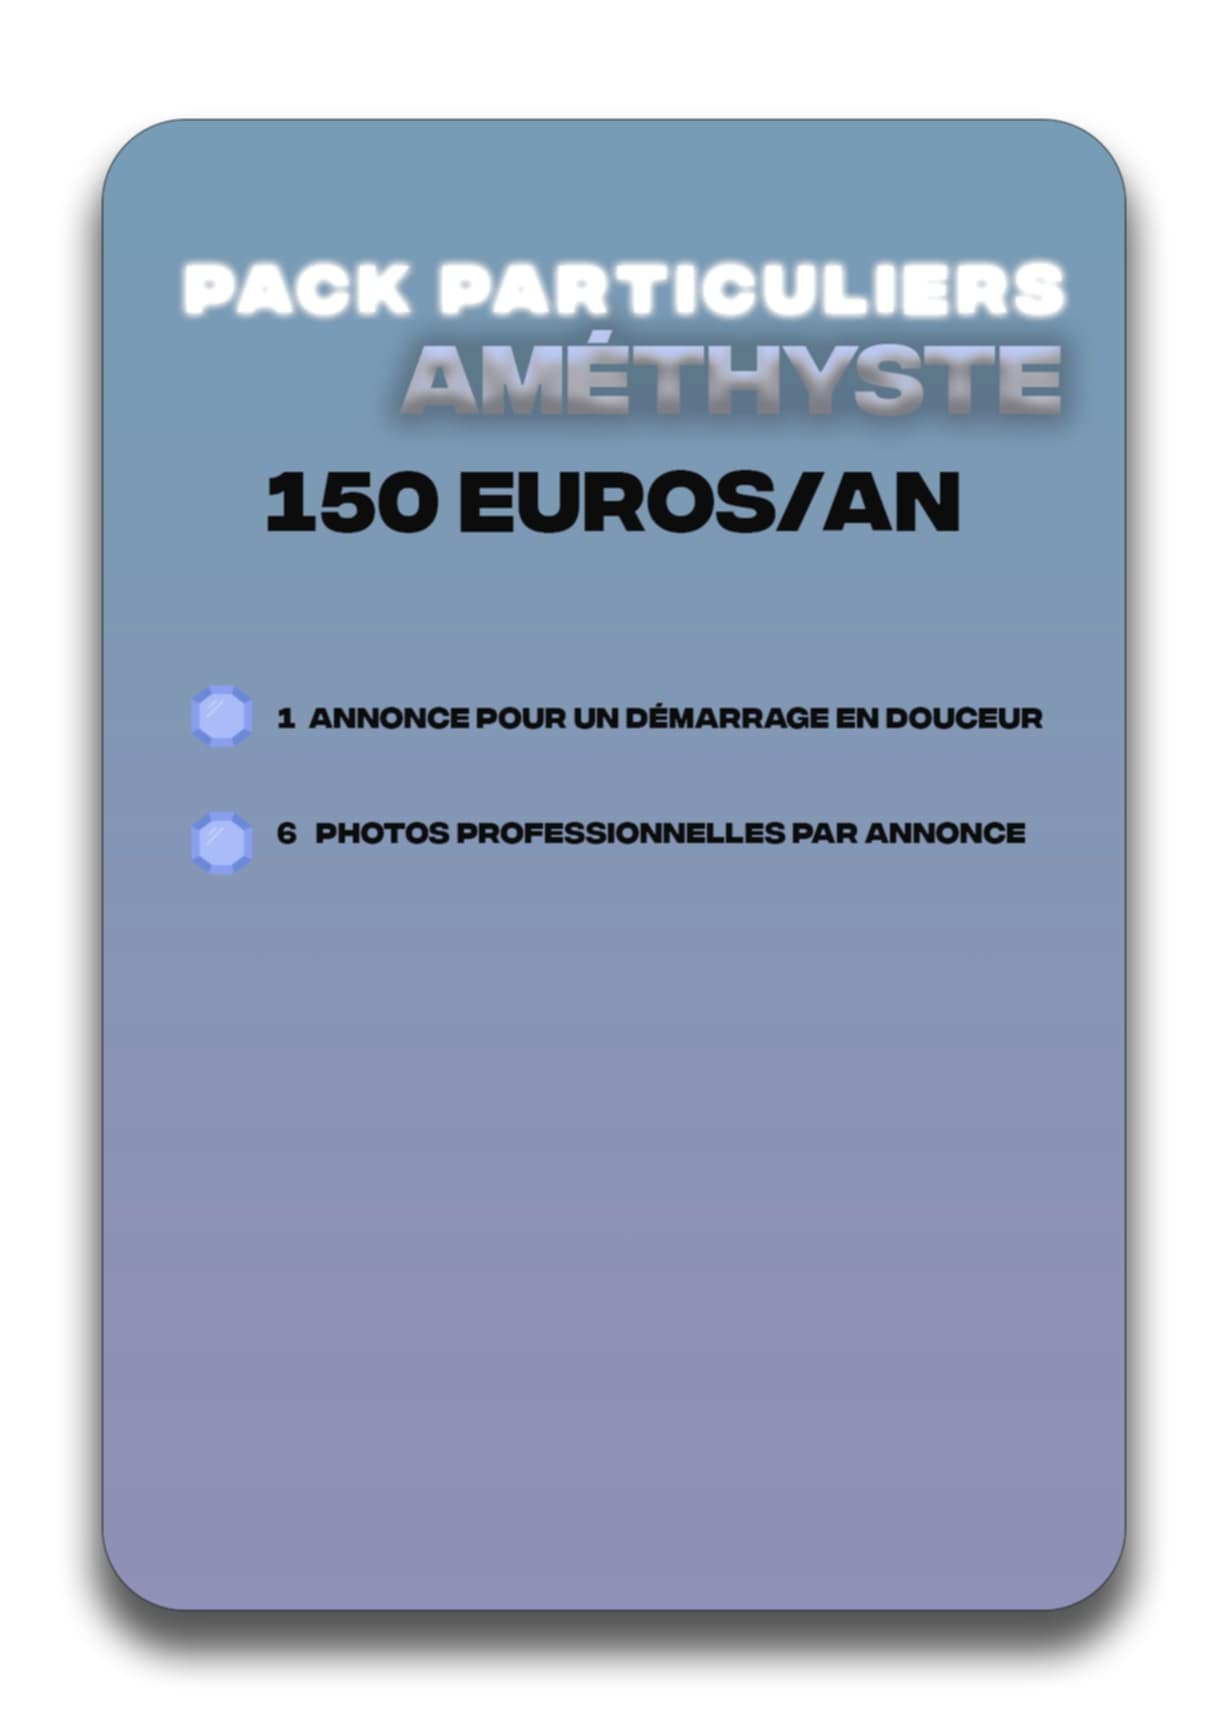 PACK PARTICULIERS
AMÉTHYSTE
150 EUROS/AN
1 ANNONCE POUR UN DÉMARRAGE EN DOUCEUR
6 PHOTOS PROFESSIONNELLES PAR ANNONCE